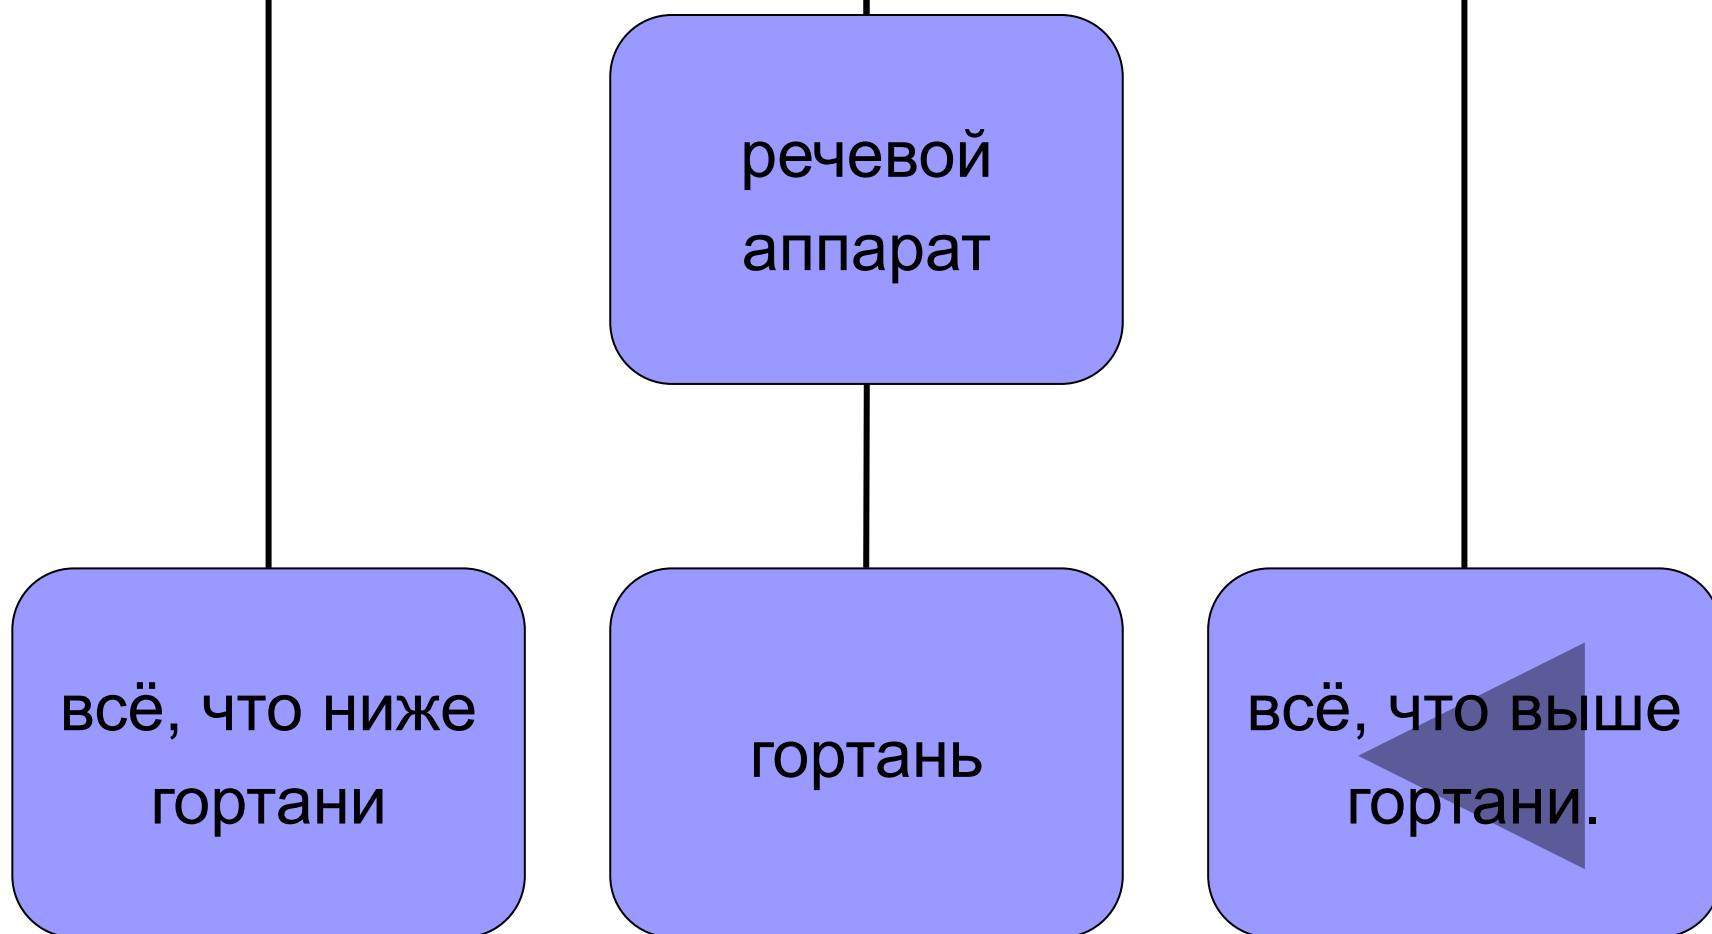 речевой
аппарат
всё, что ниже
гортани
гортань
всё, что выше
гортани.